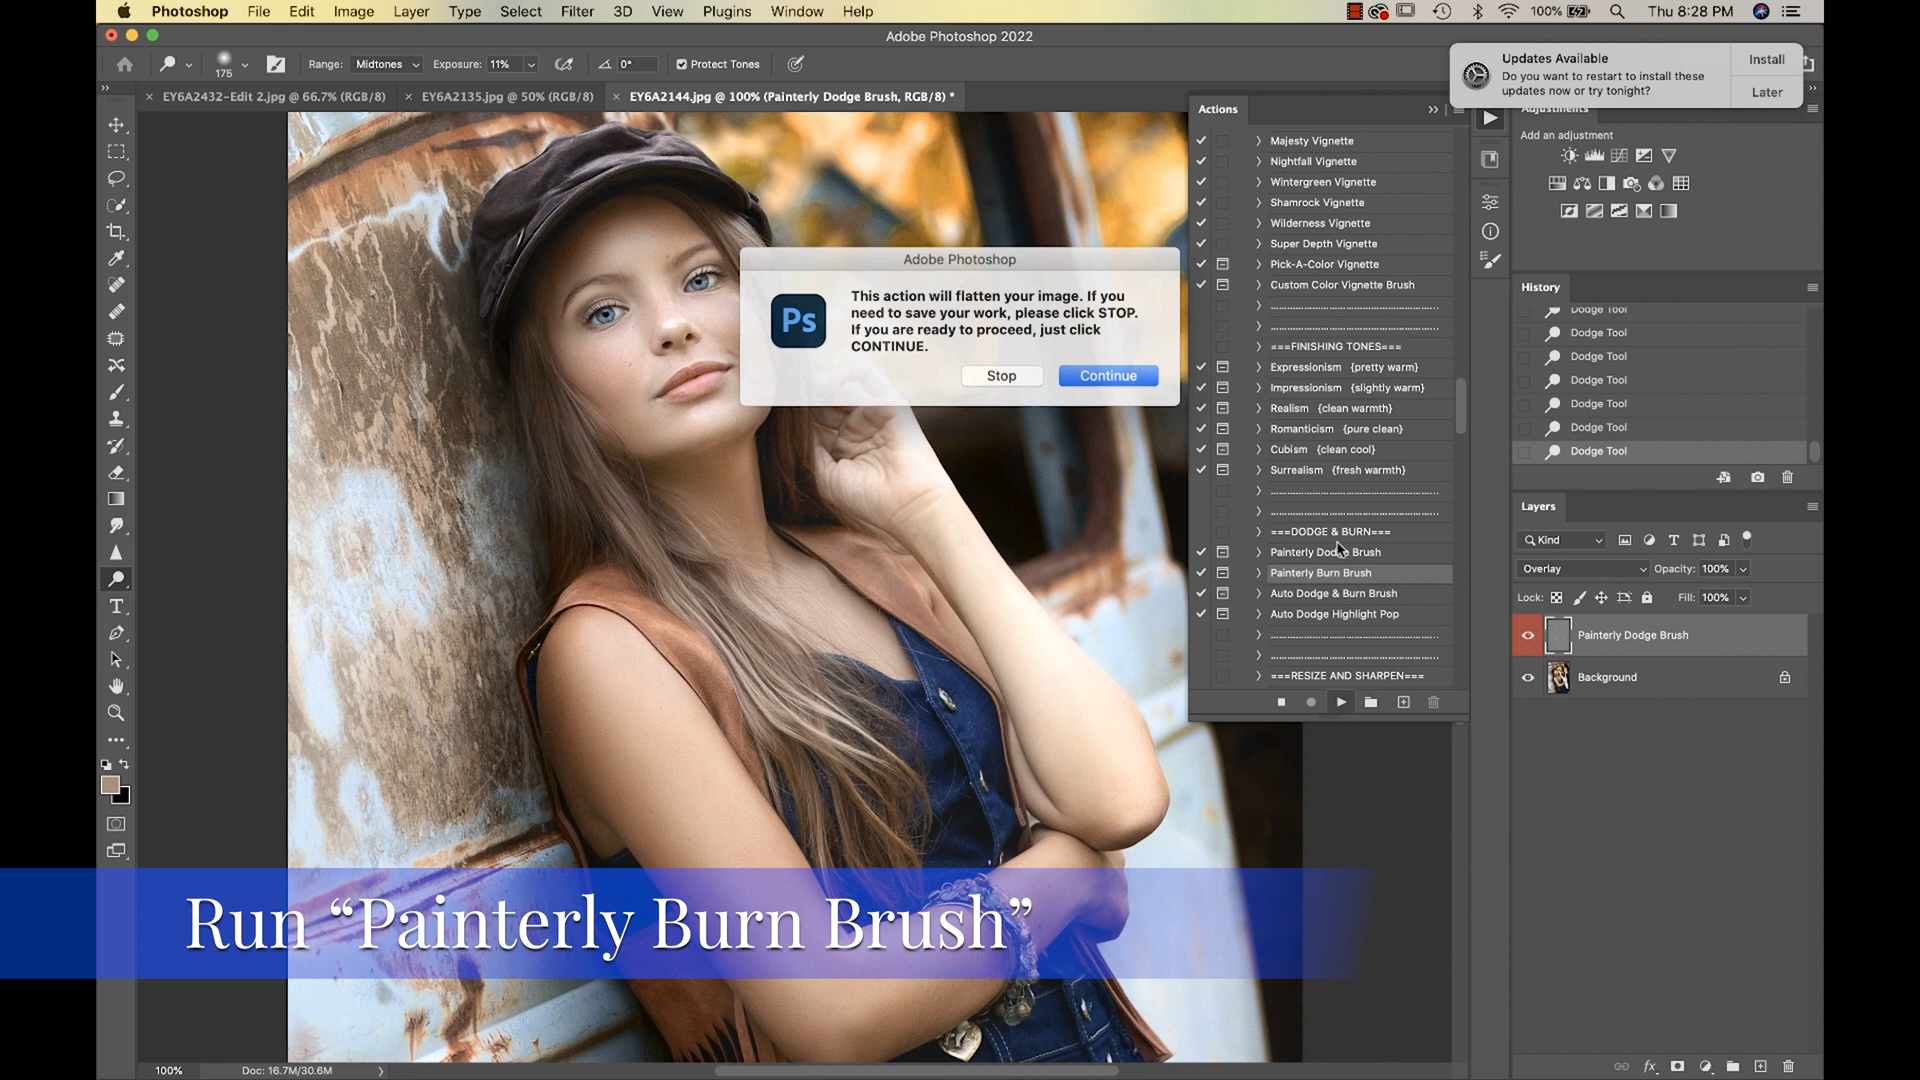 Photoshop File Edit Image Layer Type Select Filter 3D View Plugins Window Help 100% Thu 8:28 PM
Adobe Photoshop 2022
175 Range: Midtones Exposure: 11% 0° Protect Tones
Updates Available
Do you want to restart to install these
updates now or try tonight?
Install
Later
EY6A2432-Edit 2.jpg @ 66.7% (RGB/8) EY6A2135.jpg @ 50% (RGB/8) EY6A2144.jpg @ 100% (Painterly Dodge Brush, RGB/8) *
Actions
Majesty Vignette
Nightfall Vignette
Wintergreen Vignette
Shamrock Vignette
Wilderness Vignette
Super Depth Vignette
Pick-A-Color Vignette
Custom Color Vignette Brush
===FINISHING TONES===
Expressionism {pretty warm}
Impressionism {slightly warm}
Realism {clean warmth}
Romanticism {pure clean}
Cubism {clean cool}
Surrealism {fresh warmth}
===DODGE & BURN===
Painterly Dodge Brush
Painterly Burn Brush
Auto Dodge & Burn Brush
Auto Dodge Highlight Pop
===RESIZE AND SHARPEN===
Adobe Photoshop
Ps
This action will flatten your image. If you
need to save your work, please click STOP.
If you are ready to proceed, just click
CONTINUE.
Stop Continue
Adjustments
Add an adjustment
History
Dodge Tool
Dodge Tool
Dodge Tool
Dodge Tool
Dodge Tool
Dodge Tool
Dodge Tool
Layers
Kind
Overlay Opacity: 100%
Lock: Fill: 100%
Painterly Dodge Brush
Background
Run “Painterly Burn Brush”
100% Doc: 16.7M/30.6M